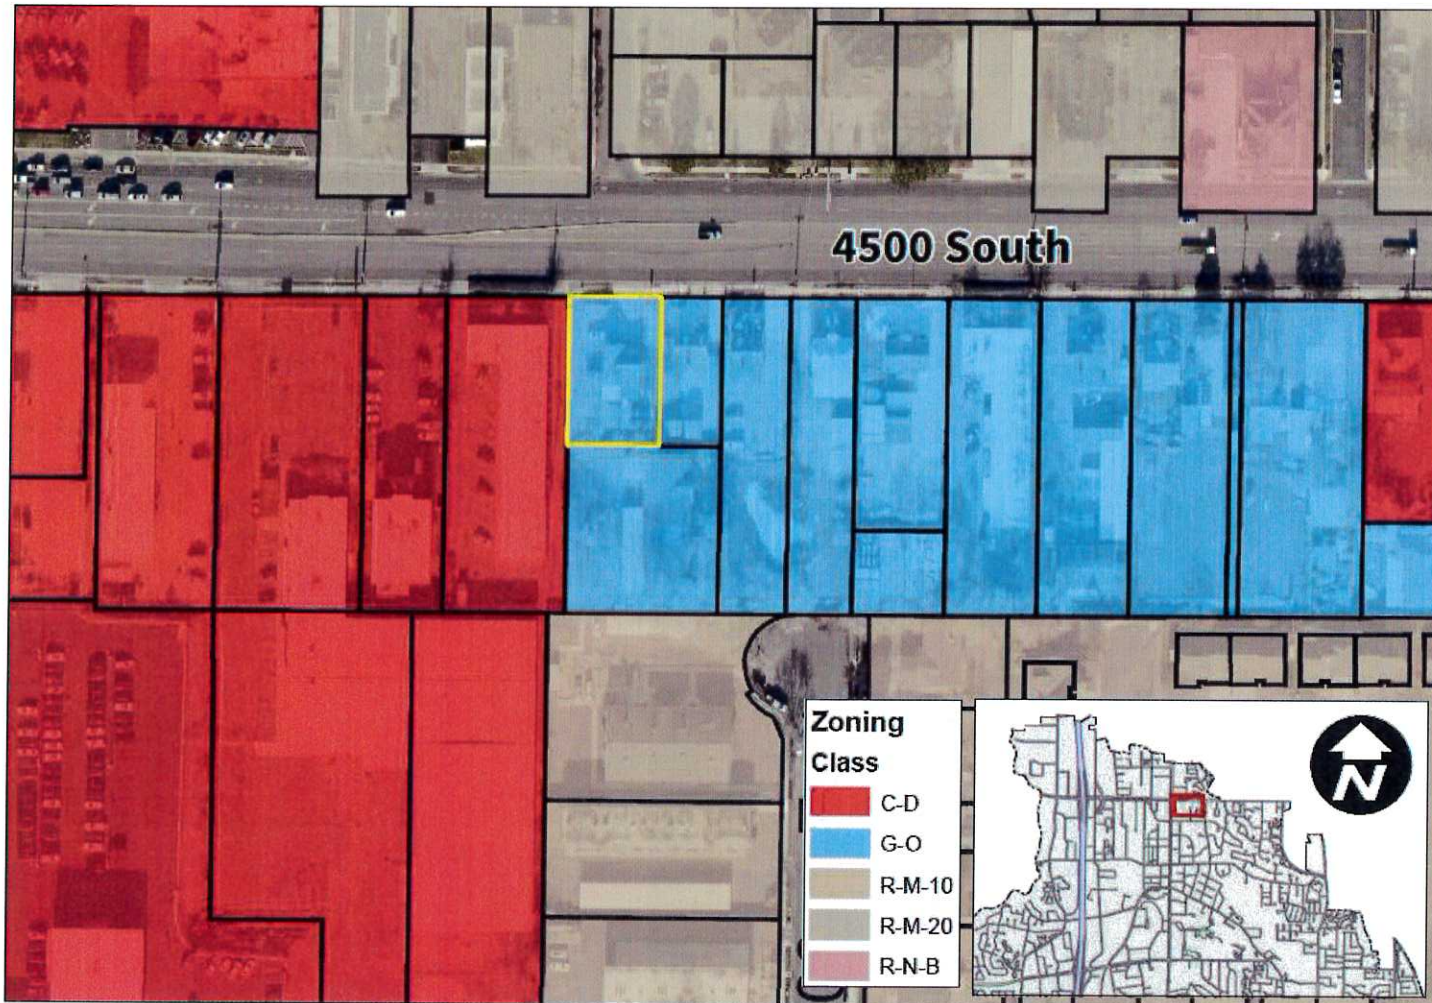 4500 South
Zoning
Class
C-D
G-O
R-M-10
R-M-20
R-N-B
N